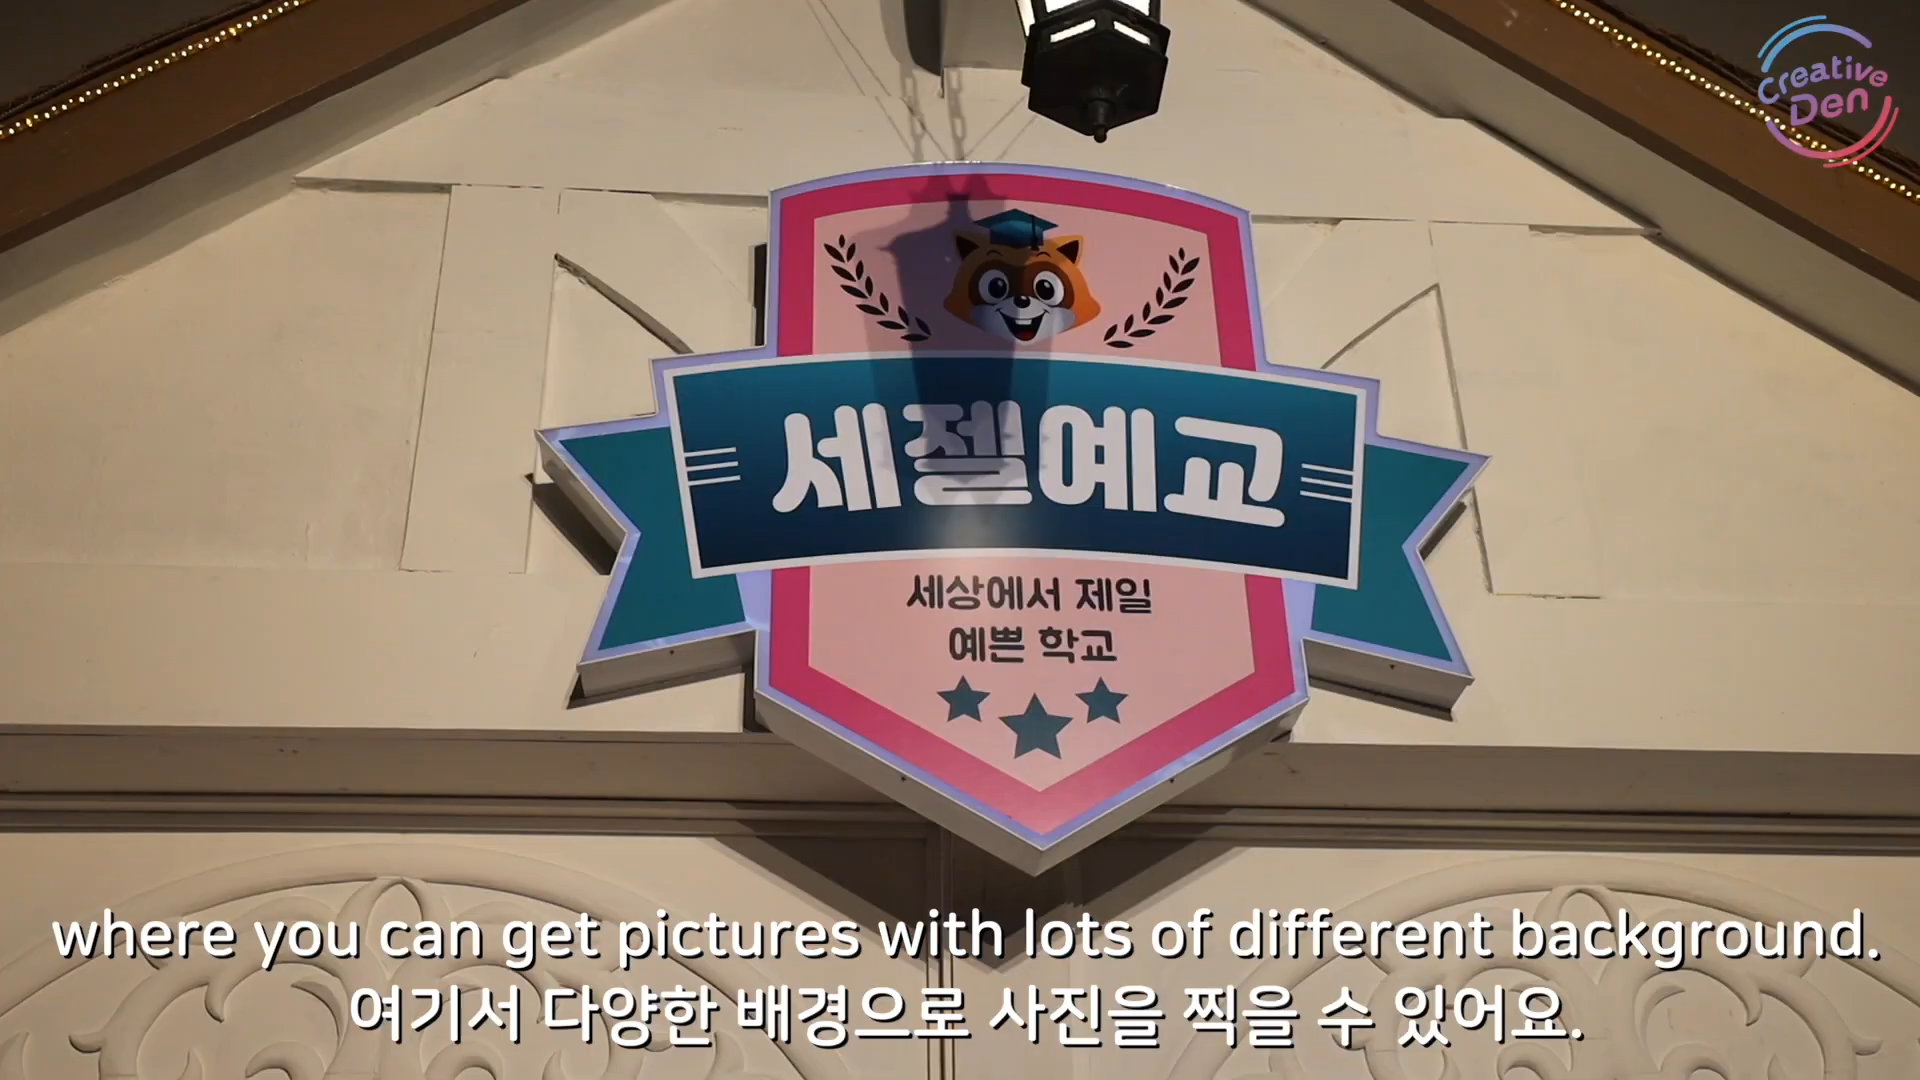 Creative
Den
세젤예교
세상에서 제일
예쁜 학교
where you can get pictures with lots of different background.
여기서 다양한 배경으로 사진을 찍을 수 있어요.